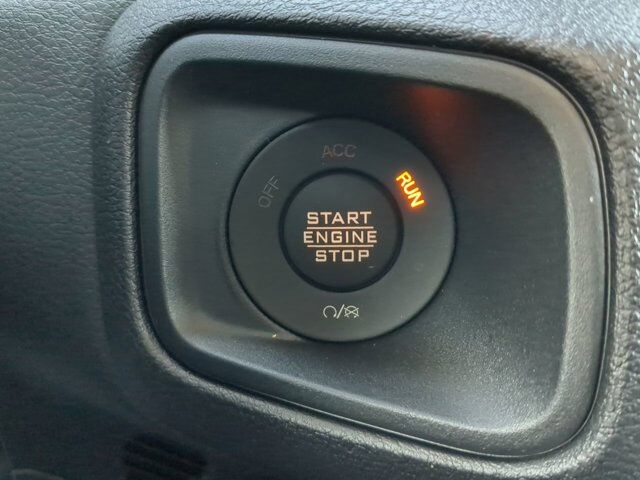 ACC
OFF
RUN
START
ENGINE
STOP